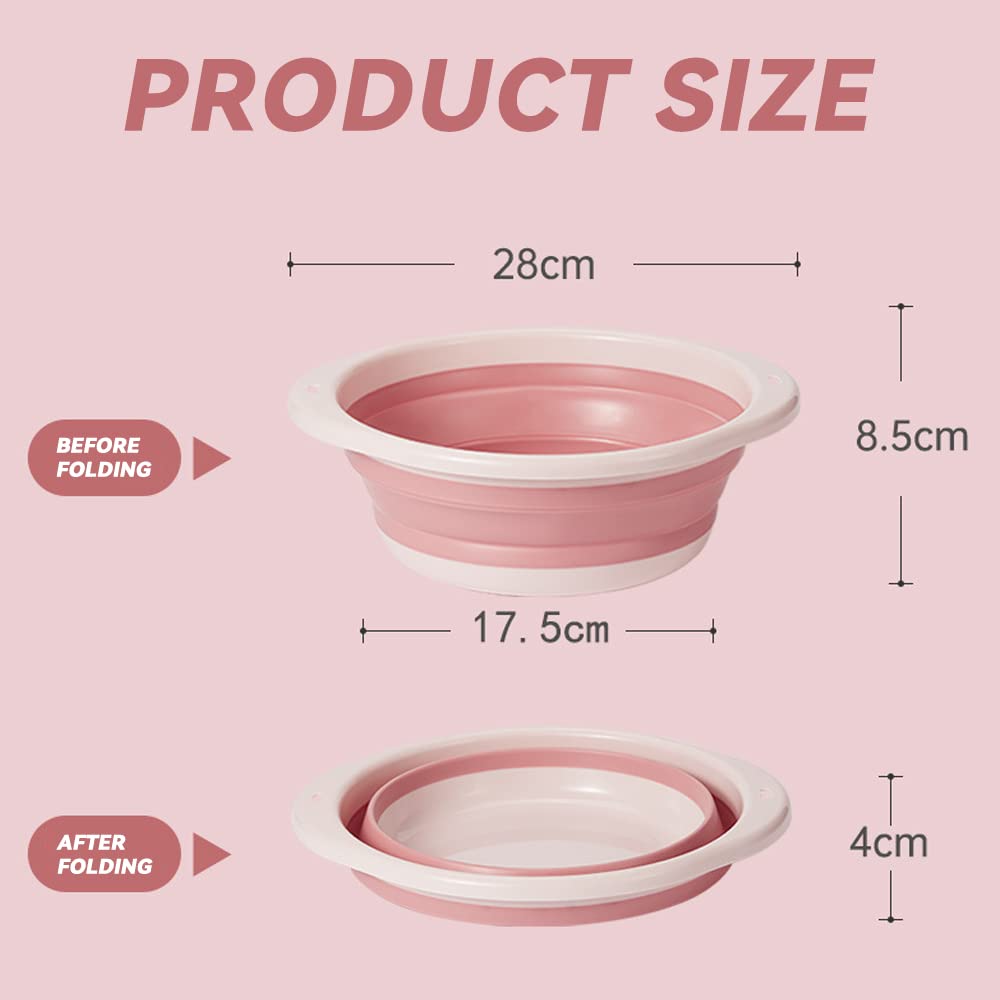 PRODUCT SIZE
28cm
8.5cm
BEFORE
FOLDING
17.5cm
4cm
AFTER
FOLDING